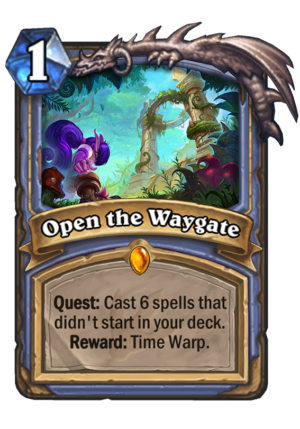 1
Open the Waygate
Quest: Cast 6 spells that
didn't start in your deck.
Reward: Time Warp.